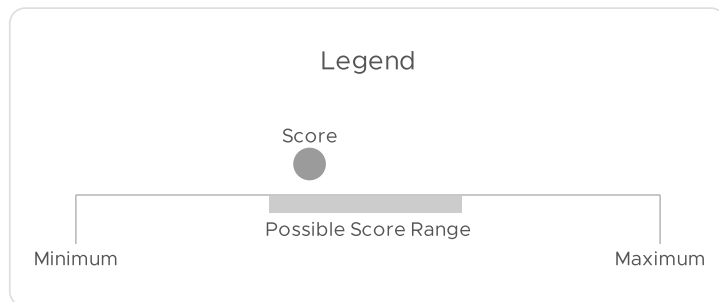 Legend
Score
Possible Score Range
Minimum
Maximum